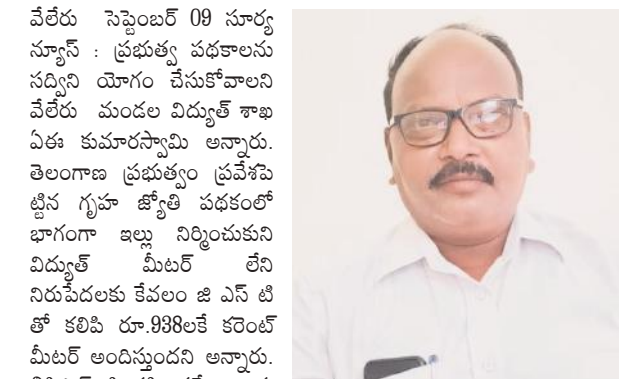 వేలేరు సెప్టెంబర్ 09 సూర్య
న్యూస్ : ప్రభుత్వ పథకాలను
సద్విని యోగం చేసుకోవాలని
వేలేరు మండల విద్యుత్ శాఖ
ఏఈ కుమారస్వామి అన్నారు.
తెలంగాణ ప్రభుత్వం ప్రవేశపె
ట్టిన గృహ జ్యోతి పథకంలో
భాగంగా ఇల్లు నిర్మించుకుని
విద్యుత్ మీటర్ లేని
నిరుపేదలకు కేవలం జి ఎస్ టి
తో కలిపి రూ.938లకే కరెంట్
మీటర్ అందిస్తుందని అన్నారు.